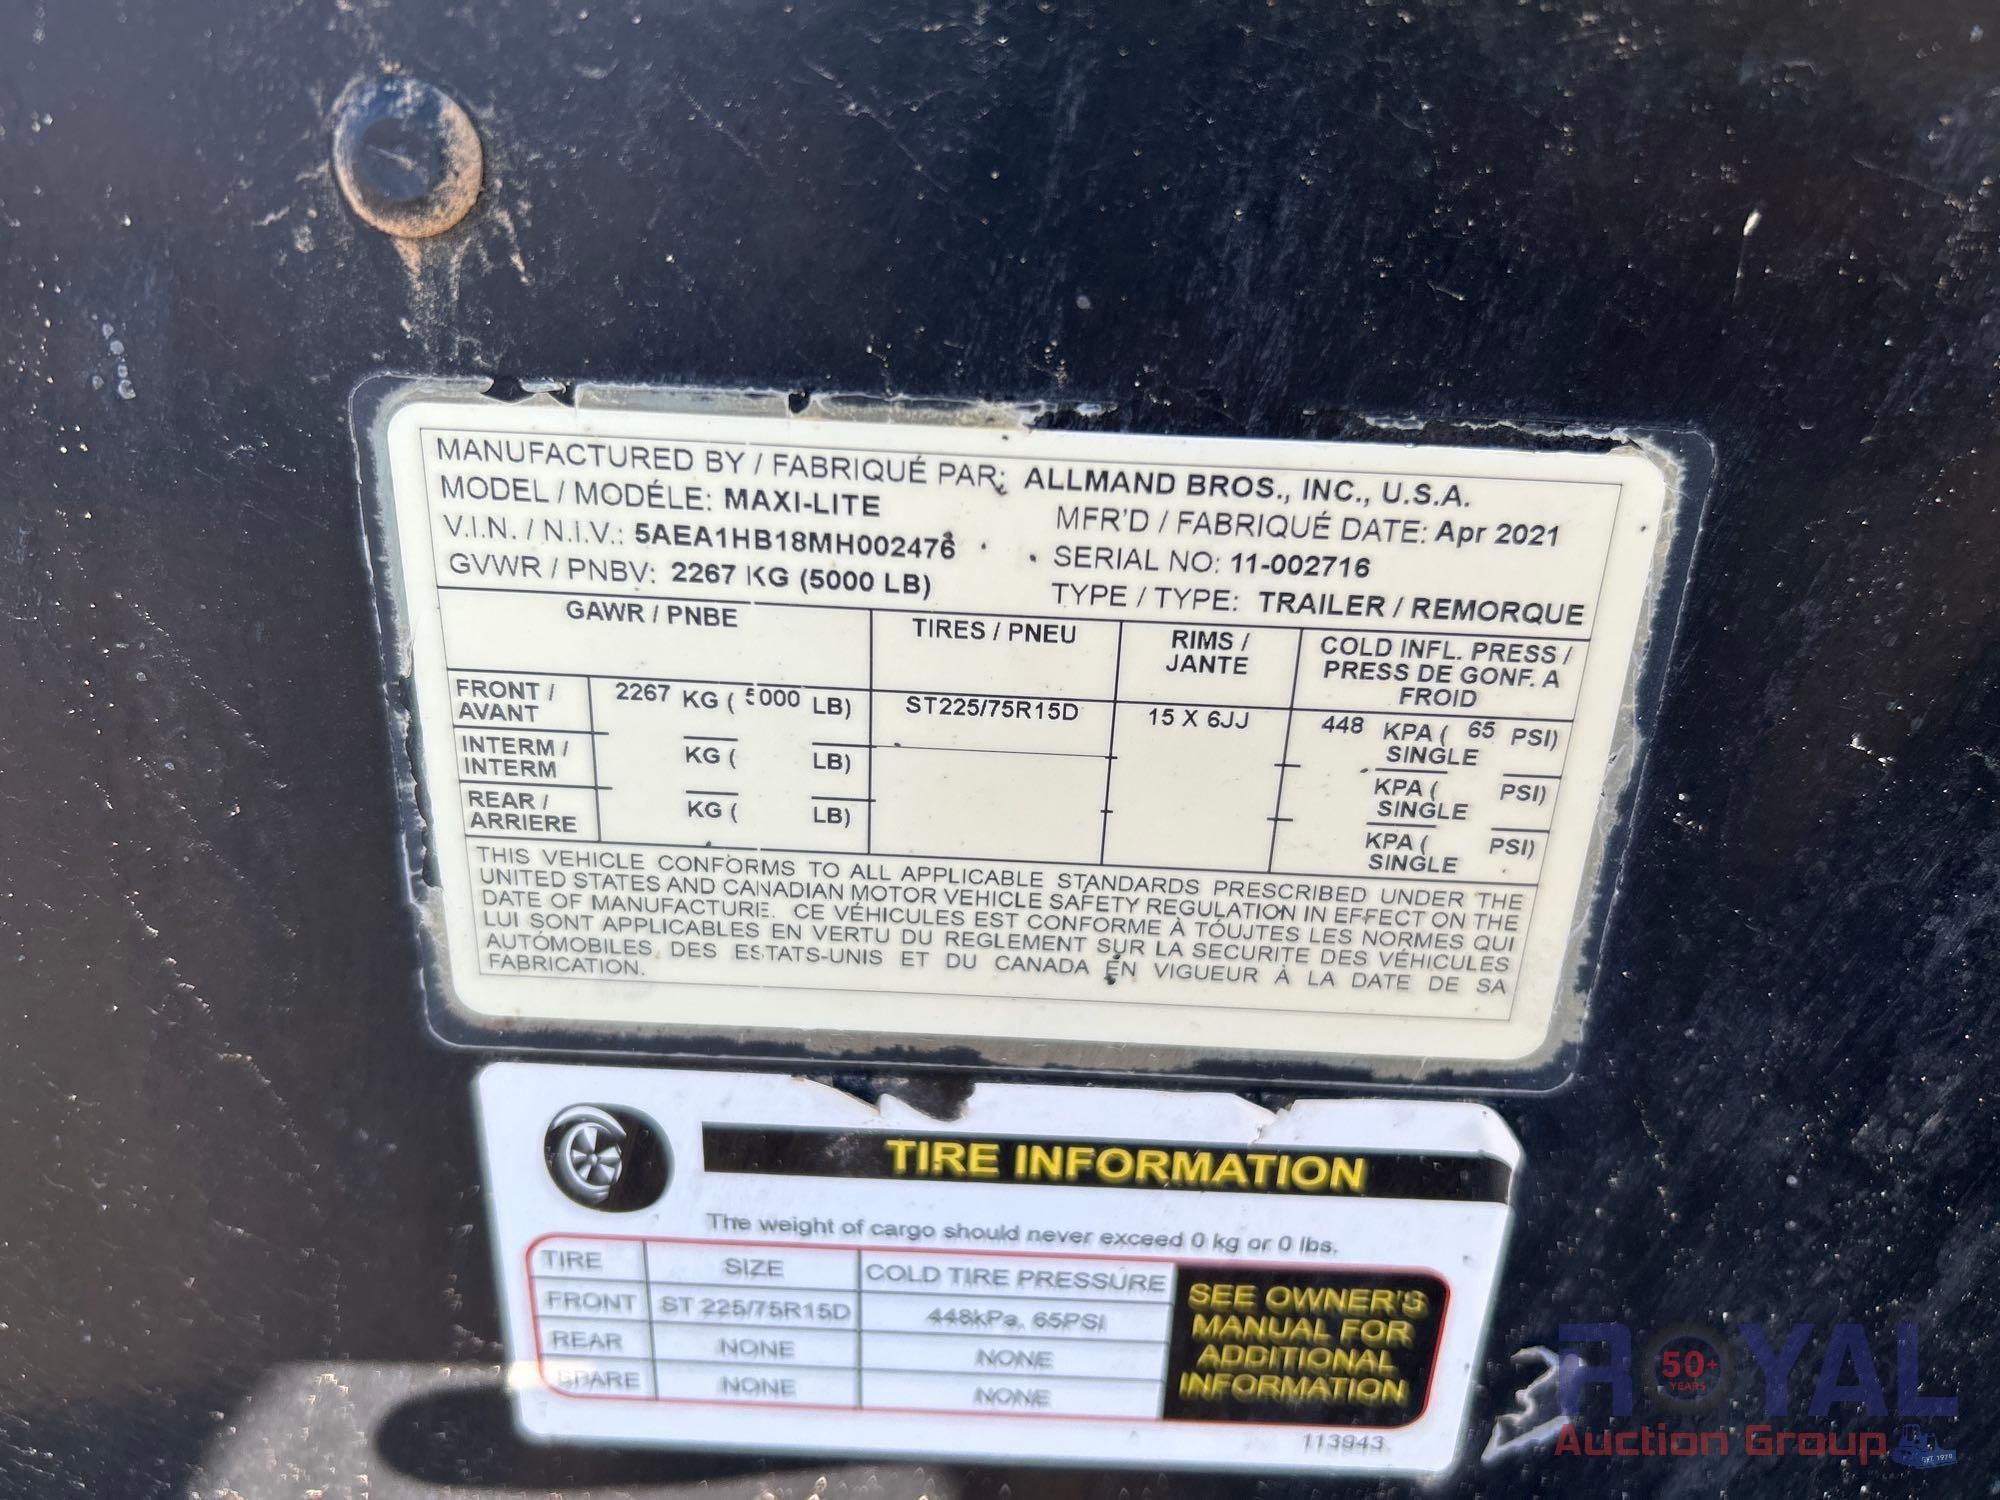 MANUFACTURED BY / FABRIQUÉ PAR: ALLMAND BROS., INC., U.S.A.
MODEL / MODÉLE: MAXI-LITE
MFR'D / FABRIQUÉ DATE: Apr 2021
V.I.N. / N.I.V.: 5AEA1HB18MH002476
SERIAL NO: 11-002716
GVWR / PNBV: 2267 KG (5000 LB)
TYPE / TYPE: TRAILER / REMORQUE
GAWR / PNBE
TIRES / PNEU
RIMS /
JANTE
COLD INFL. PRESS /
PRESS DE GONF. A
FROID
FRONT /
AVANT
2267 KG ( 5000 LB)
ST225/75R15D
15 X 6JJ
448 KPA ( 65 PSI)
SINGLE
INTERM /
INTERM
KG ( LB)
KPA ( PSI)
SINGLE
REAR /
ARRIERE
KG ( LB)
KPA ( PSI)
SINGLE
THIS VEHICLE CONFORMS TO ALL APPLICABLE STANDARDS PRESCRIBED UNDER THE
UNITED STATES AND CANADIAN MOTOR VEHICLE SAFETY REGULATION IN EFFECT ON THE
DATE OF MANUFACTURE. CE VÉHICULES EST CONFORME À TOUJTES LES NORMES QUI
LUI SONT APPLICABLES EN VERTU DU REGLEMENT SUR LA SECURITE DES VÉHICULES
AUTOMOBILES DES ESTATS-UNIS ET DU CANADA EN VIGUEUR À LA DATE DE SA
FABRICATION.
TIRE INFORMATION
The weight of cargo should never exceed 0 kg or 0 lbs.
TIRE SIZE COLD TIRE PRESSURE
FRONT ST 225/75R15D 448kPa, 65PSI
REAR NONE NONE
SPARE NONE NONE
SEE OWNER'S
MANUAL FOR
ADDITIONAL
INFORMATION
113943
ROYAL
50+
YEARS
Auction Group
EST. 1970